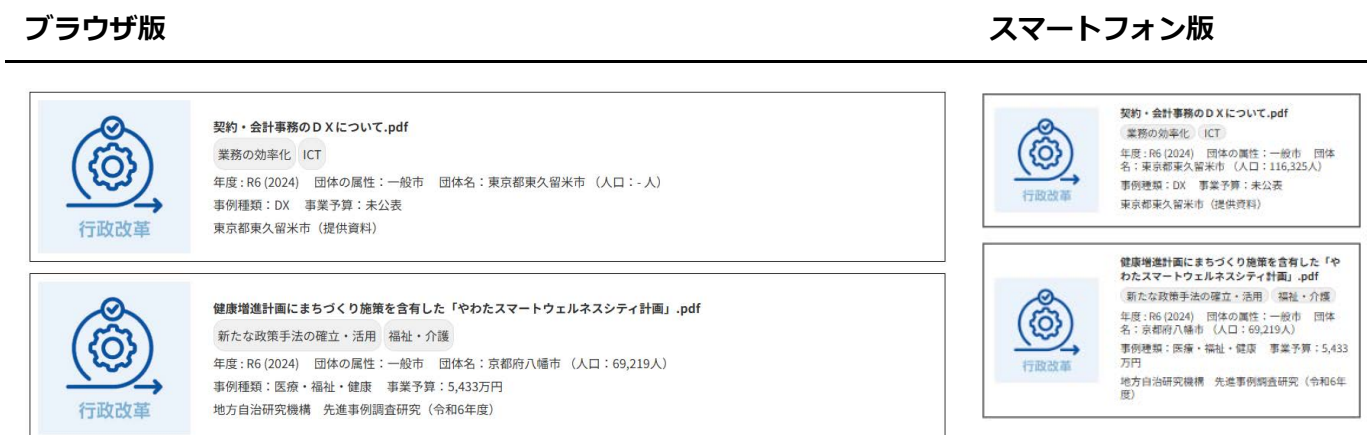 ブラウザ版
スマートフォン版
行政改革
契約・会計事務のDXについて.pdf
業務の効率化 ICT
年度 : R6 (2024) 団体の属性：一般市 団体名：東京都東久留米市 （人口：- 人）
事例種類：DX 事業予算：未公表
東京都東久留米市（提供資料）
行政改革
健康増進計画にまちづくり施策を含有した「やわたスマートウェルネスシティ計画」.pdf
新たな政策手法の確立・活用 福祉・介護
年度 : R6 (2024) 団体の属性：一般市 団体名：京都府八幡市 （人口：69,219人）
事例種類：医療・福祉・健康 事業予算：5,433万円
地方自治研究機構 先進事例調査研究（令和6年度）
行政改革
契約・会計事務のDXについて.pdf
業務の効率化 ICT
年度 : R6 (2024) 団体の属性：一般市 団体
名：東京都東久留米市 （人口：116,325人）
事例種類：DX 事業予算：未公表
東京都東久留米市（提供資料）
行政改革
健康増進計画にまちづくり施策を含有した「や
わたスマートウェルネスシティ計画」.pdf
新たな政策手法の確立・活用 福祉・介護
年度 : R6 (2024) 団体の属性：一般市 団体
名：京都府八幡市 （人口：69,219人）
事例種類：医療・福祉・健康 事業予算：5,433
万円
地方自治研究機構 先進事例調査研究（令和6年
度）